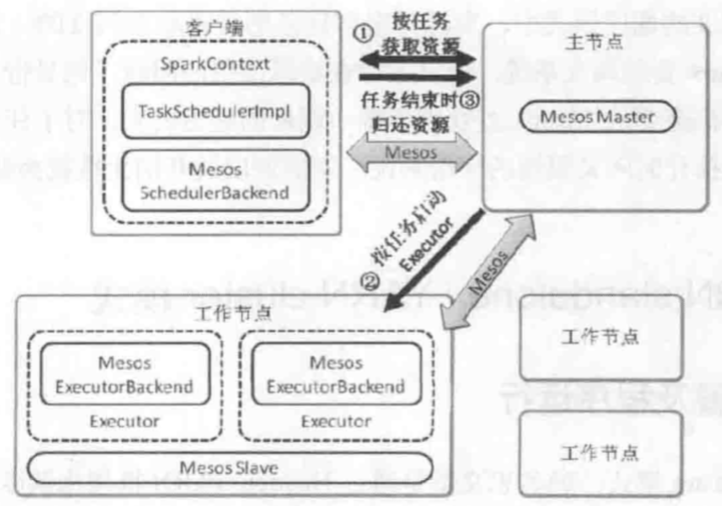 客户端
SparkContext
TaskSchedulerImpl
Mesos
SchedulerBackend
①
按任务
获取资源
任务结束时③
归还资源
Mesos
主节点
Mesos Master
按任务启动
Executor
②
Mesos
工作节点
Mesos
ExecutorBackend
Executor
Mesos
ExecutorBackend
Executor
Mesos Slave
工作节点
工作节点